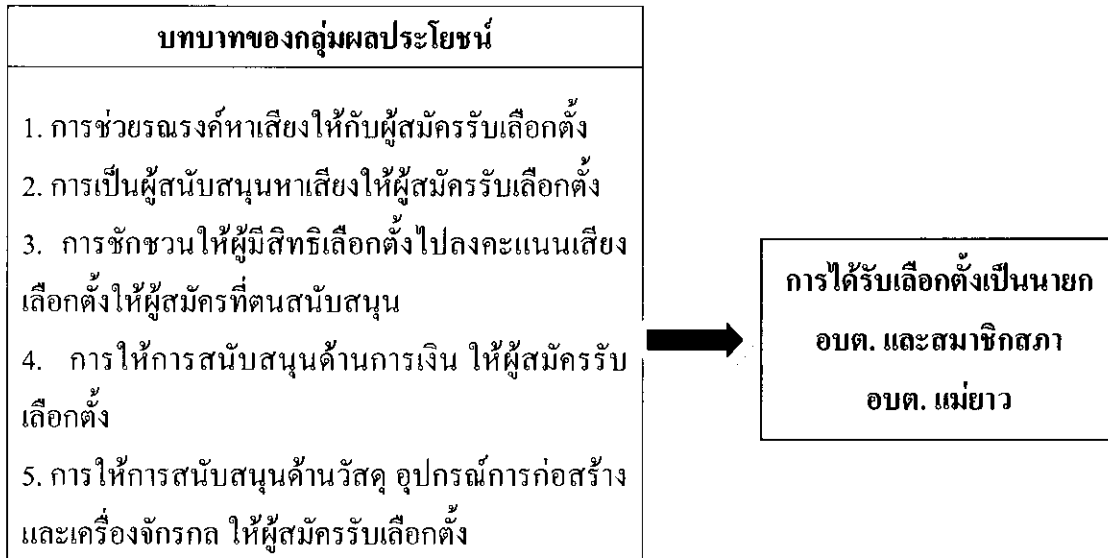 บทบาทของกลุ่มผลประโยชน์
1. การช่วยรณรงค์หาเสียงให้กับผู้สมัครรับเลือกตั้ง
2. การเป็นผู้สนับสนุนหาเสียงให้ผู้สมัครรับเลือกตั้ง
3. การชักชวนให้ผู้มีสิทธิเลือกตั้งไปลงคะแนนเสียง
เลือกตั้งให้ผู้สมัครที่ตนสนับสนุน
4. การให้การสนับสนุนด้านการเงิน ให้ผู้สมัครรับ
เลือกตั้ง
5. การให้การสนับสนุนด้านวัสดุ อุปกรณ์การก่อสร้าง
และเครื่องจักรกล ให้ผู้สมัครรับเลือกตั้ง
การได้รับเลือกตั้งเป็นนายก
อบต. และสมาชิกสภา
อบต. แม่ยาว